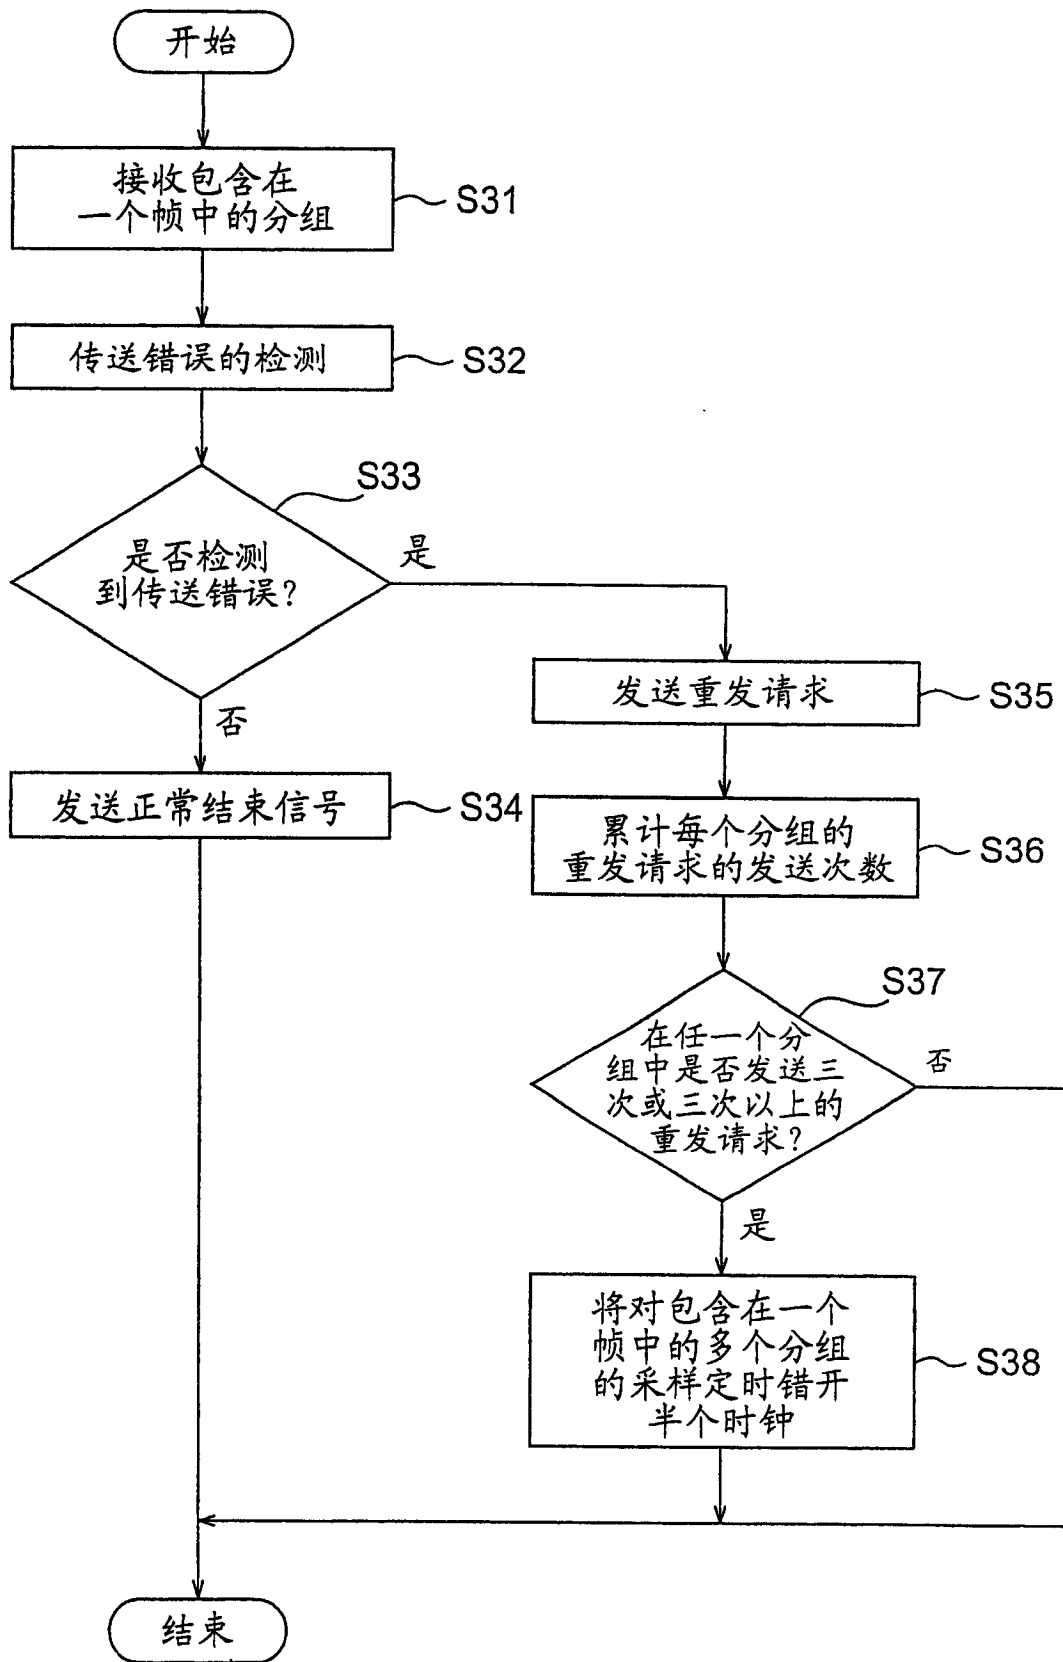 开始
接收包含在
一个帧中的分组
S31
传送错误的检测
S32
S33
是否检测
到传送错误?
是
否
发送正常结束信号
S34
发送重发请求
S35
累计每个分组的
重发请求的发送次数
S36
S37
在任一个分
组中是否发送三
次或三次以上的
重发请求?
否
是
将对包含在一个
帧中的多个分组
的采样定时错开
半个时钟
S38
结束